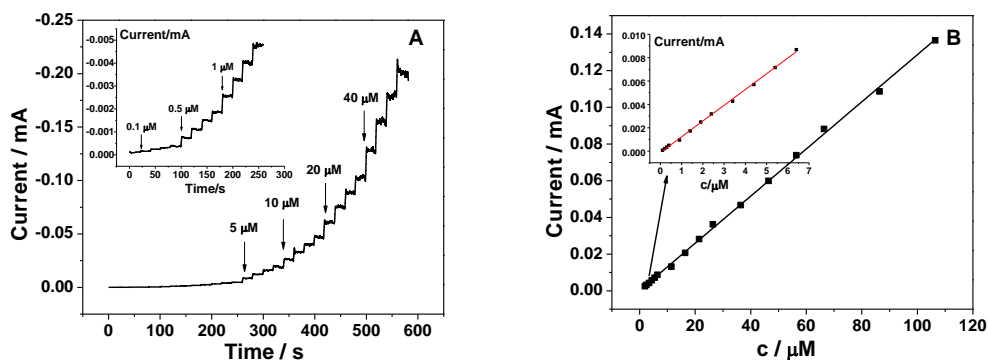 A
Current / mA
-0.25
-0.20
-0.15
-0.10
-0.05
0.00
0 100 200 300 400 500 600
Time / s
5 µM
10 µM
20 µM
40 µM
Current/mA
-0.005
-0.004
-0.003
-0.002
-0.001
0.000
0 50 100 150 200 250 300
Time/s
0.1 µM
0.5 µM
1 µM
B
Current / mA
0.14
0.12
0.10
0.08
0.06
0.04
0.02
0.00
0 20 40 60 80 100 120
c / µM
Current/mA
0.010
0.008
0.006
0.004
0.002
0.000
0 1 2 3 4 5 6 7
c/µM